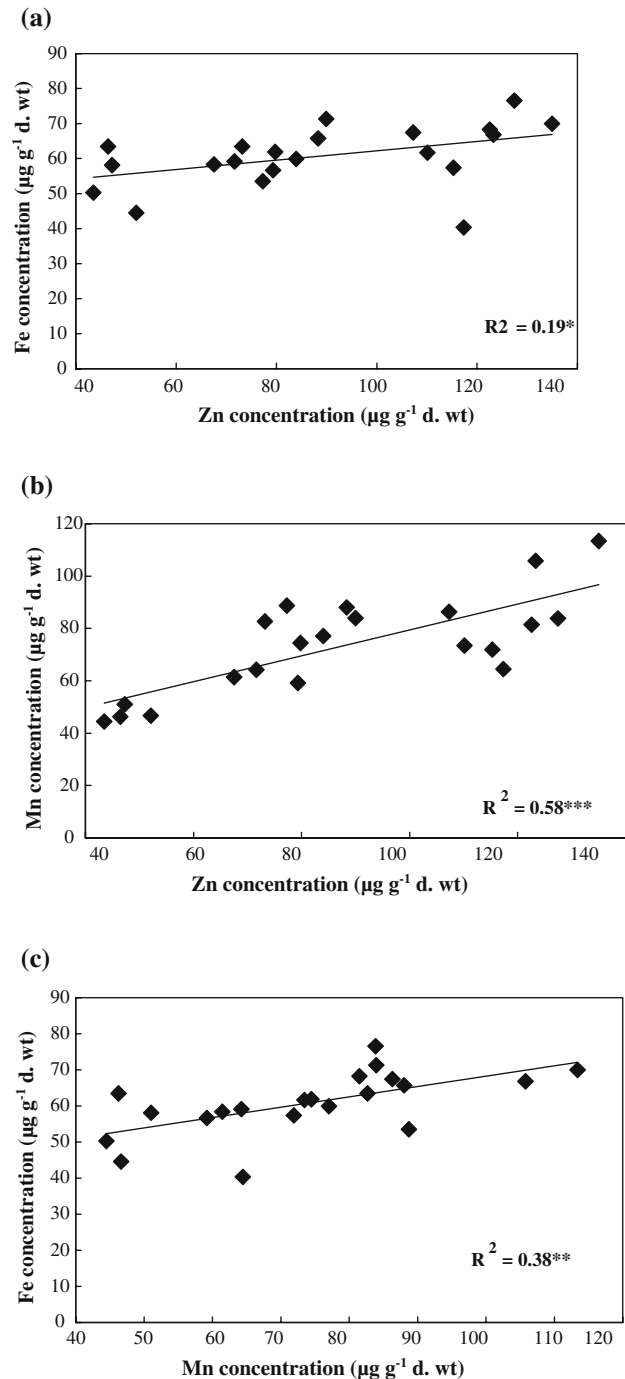 (a)
90
80
70
60
50
40
30
20
10
0
Fe concentration (µg g-1 d. wt)
R2 = 0.19*
40 60 80 100 120 140
Zn concentration (µg g-1 d. wt)
(b)
120
100
80
60
40
20
0
Mn concentration (µg g-1 d. wt)
R 2 = 0.58***
40 60 80 100 120 140
Zn concentration (µg g-1 d. wt)
(c)
90
80
70
60
50
40
30
20
10
0
Fe concentration (µg g-1 d. wt)
R 2 = 0.38**
40 50 60 70 80 90 100 110 120
Mn concentration (µg g-1 d. wt)